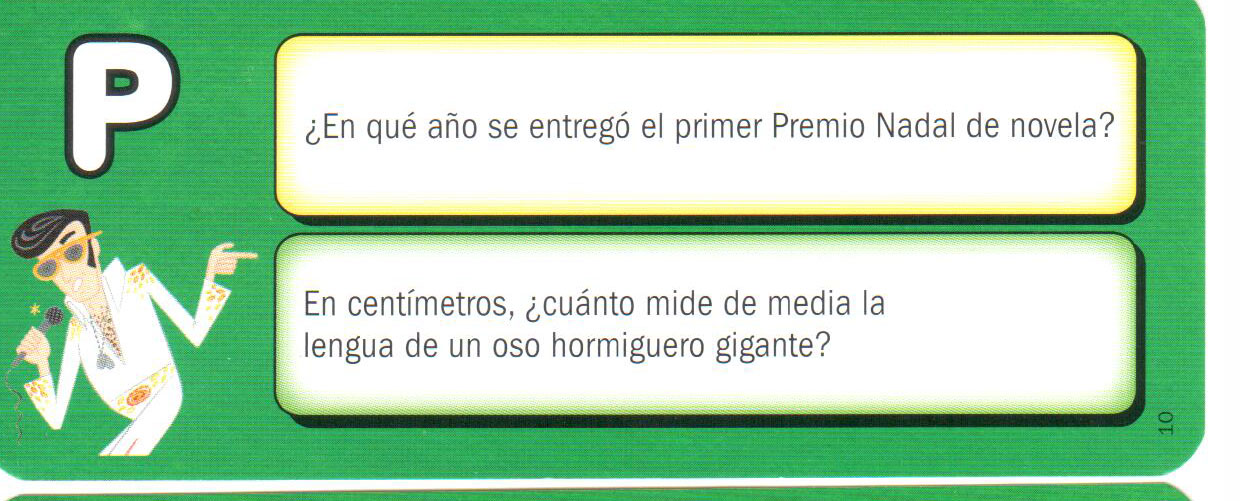 P
¿En qué año se entregó el primer Premio Nadal de novela?
En centímetros, ¿cuánto mide de media la
lengua de un oso hormiguero gigante?
10